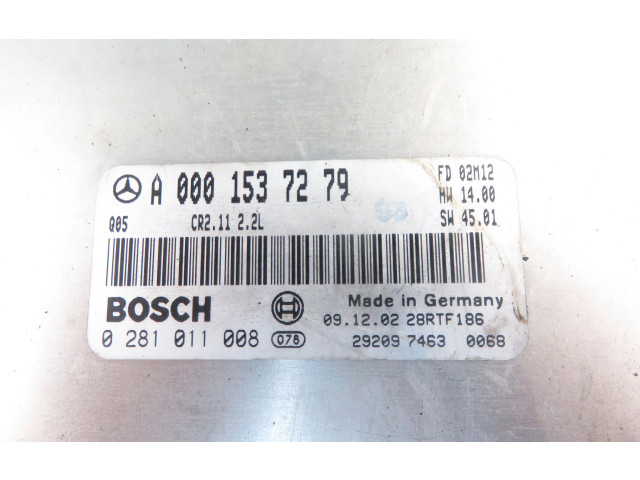 A 000 153 72 79
FD 02M12
HW 14.00
SW 45.01
Q05 CR2.11 2.2L
BOSCH
Made in Germany
09.12.02 28RTF186
0 281 011 008 078
29209 7463 0068